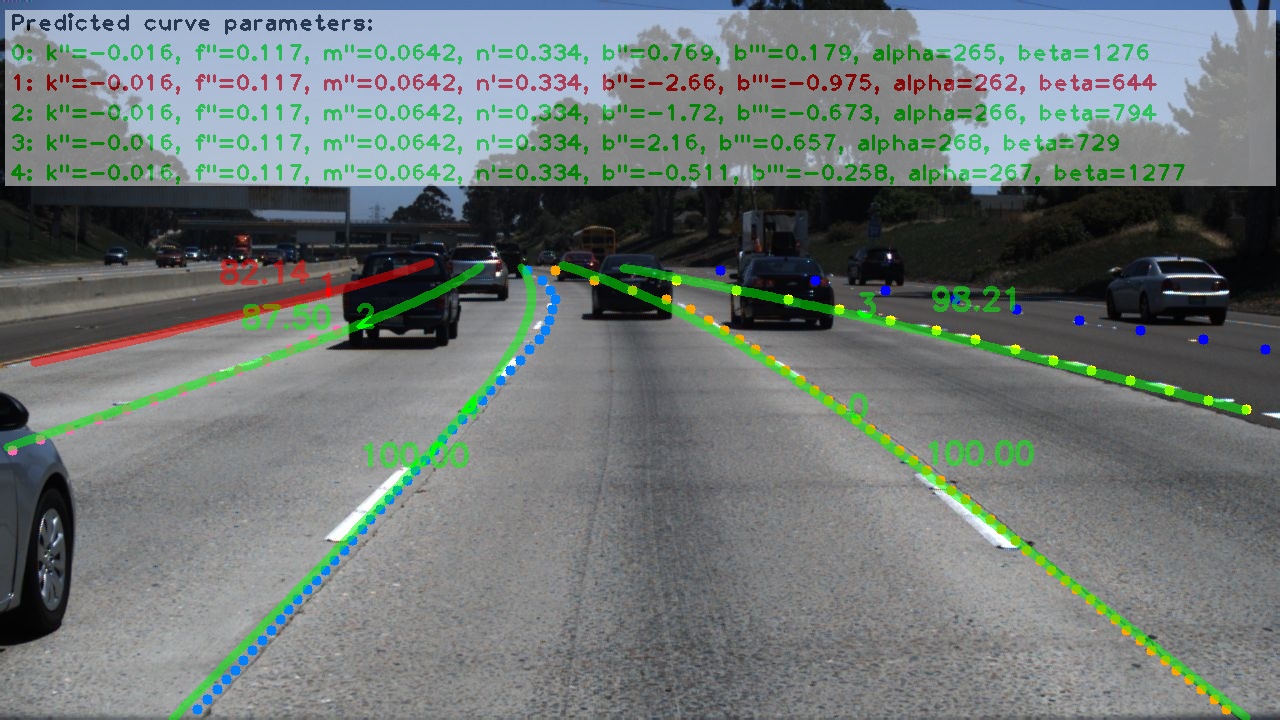 Predicted curve parameters:
0: k''=−0.016, f''=0.117, m''=0.0642, n'=0.334, b''=0.769, b'''=0.179, alpha=265, beta=1276
1: k''=−0.016, f''=0.117, m''=0.0642, n'=0.334, b''=−2.66, b'''=−0.975, alpha=262, beta=644
2: k''=−0.016, f''=0.117, m''=0.0642, n'=0.334, b''=−1.72, b'''=−0.673, alpha=266, beta=794
3: k''=−0.016, f''=0.117, m''=0.0642, n'=0.334, b''=2.16, b'''=0.657, alpha=268, beta=729
4: k''=−0.016, f''=0.117, m''=0.0642, n'=0.334, b''=−0.511, b'''=−0.258, alpha=267, beta=1277
82.14 1
87.50 2
3 98.21
0
100.00
100.00